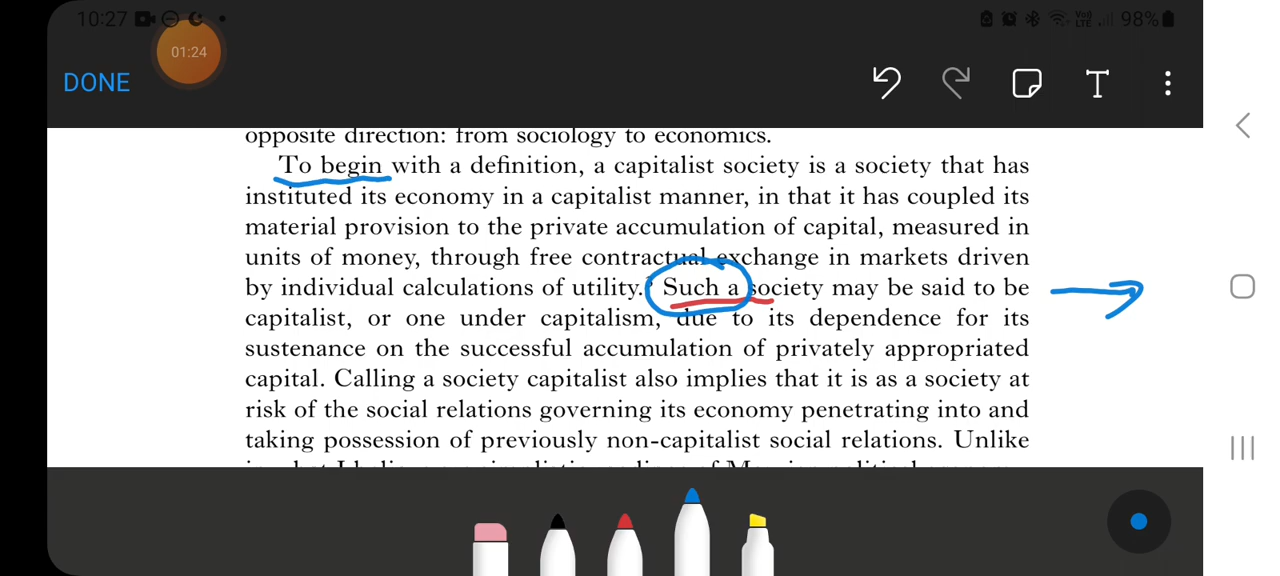 10:27 98%
01:24
DONE
opposite direction: from sociology to economics.
To begin with a definition, a capitalist society is a society that has
instituted its economy in a capitalist manner, in that it has coupled its
material provision to the private accumulation of capital, measured in
units of money, through free contractual exchange in markets driven
by individual calculations of utility. Such a society may be said to be
capitalist, or one under capitalism, due to its dependence for its
sustenance on the successful accumulation of privately appropriated
capital. Calling a society capitalist also implies that it is as a society at
risk of the social relations governing its economy penetrating into and
taking possession of previously non-capitalist social relations. Unlike